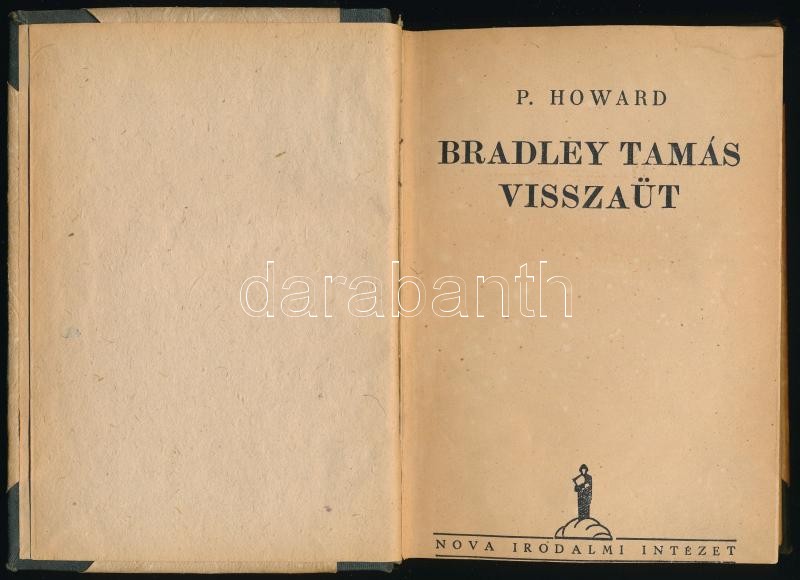 P. HOWARD
BRADLEY TAMÁS
VISSZAÜT
darabanth
NOVA IRODALMI INTÉZET